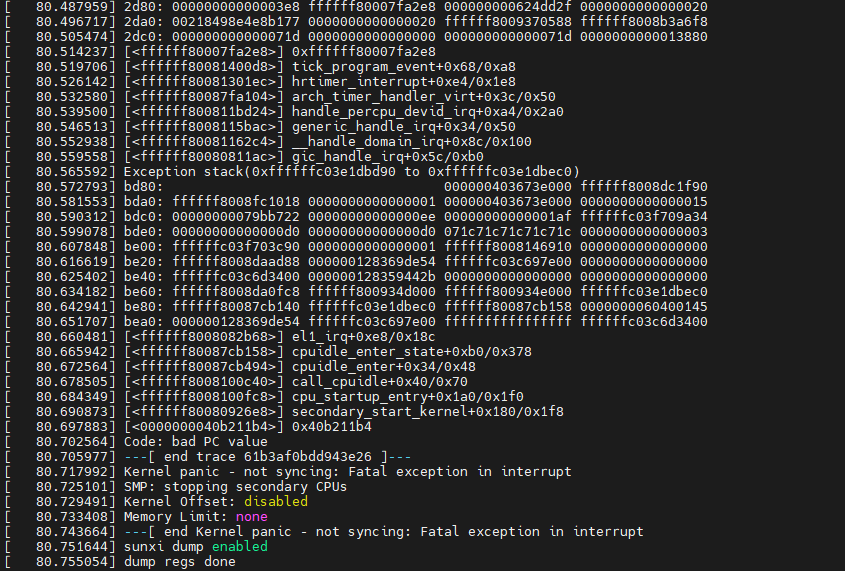 [   80.487959] 2d80: 00000000000003e8 ffffff80007fa2e8 000000000624dd2f 0000000000000020
[   80.496717] 2da0: 00218498e4e8b177 0000000000000020 ffffff8009370588 ffffff8008b3a6f8
[   80.505474] 2dc0: 000000000000071d 0000000000000000 000000000000071d 0000000000013880
[   80.514237] [<ffffff80007fa2e8>] 0xffffff80007fa2e8
[   80.519706] [<ffffff80081400d8>] tick_program_event+0x68/0xa8
[   80.526142] [<ffffff80081301ec>] hrtimer_interrupt+0xe4/0x1e8
[   80.532580] [<ffffff80087fa104>] arch_timer_handler_virt+0x3c/0x50
[   80.539500] [<ffffff800811bd24>] handle_percpu_devid_irq+0xa4/0x2a0
[   80.546513] [<ffffff8008115bac>] generic_handle_irq+0x34/0x50
[   80.552938] [<ffffff80081162c4>] __handle_domain_irq+0x8c/0x100
[   80.559558] [<ffffff80080811ac>] gic_handle_irq+0x5c/0xb0
[   80.565592] Exception stack(0xffffffc03e1dbd90 to 0xffffffc03e1dbec0)
[   80.572793] bd80:                                   000000403673e000 ffffff8008dc1f90
[   80.581553] bda0: ffffff8008fc1018 0000000000000001 000000403673e000 0000000000000015
[   80.590312] bdc0: 00000000079bb722 00000000000000ee 00000000000001af ffffffc03f709a34
[   80.599078] bde0: 00000000000000d0 00000000000000d0 071c71c71c71c71c 0000000000000003
[   80.607848] be00: ffffffc03f703c90 0000000000000001 ffffff8008146910 0000000000000000
[   80.616619] be20: ffffff8008daad88 000000128369de54 ffffffc03c697e00 0000000000000000
[   80.625402] be40: ffffffc03c6d3400 000000128359442b 0000000000000000 0000000000000000
[   80.634182] be60: ffffff8008da0fc8 ffffff800934d000 ffffff800934e000 ffffffc03e1dbec0
[   80.642941] be80: ffffff80087cb140 ffffffc03e1dbec0 ffffff80087cb158 0000000060400145
[   80.651707] bea0: 000000128369de54 ffffffc03c697e00 ffffffffffffffff ffffffc03c6d3400
[   80.660481] [<ffffff8008082b68>] el1_irq+0xe8/0x18c
[   80.665942] [<ffffff80087cb158>] cpuidle_enter_state+0xb0/0x378
[   80.672564] [<ffffff80087cb494>] cpuidle_enter+0x34/0x48
[   80.678505] [<ffffff8008100c40>] call_cpuidle+0x40/0x70
[   80.684349] [<ffffff8008100fc8>] cpu_startup_entry+0x1a0/0x1f0
[   80.690873] [<ffffff80080926e8>] secondary_start_kernel+0x180/0x1f8
[   80.697883] [<0000000040b211b4>] 0x40b211b4
[   80.702564] Code: bad PC value
[   80.705977] ---[ end trace 61b3af0bdd943e26 ]---
[   80.717992] Kernel panic - not syncing: Fatal exception in interrupt
[   80.725101] SMP: stopping secondary CPUs
[   80.729491] Kernel Offset: disabled
[   80.733408] Memory Limit: none
[   80.743664] ---[ end Kernel panic - not syncing: Fatal exception in interrupt
[   80.751644] sunxi dump enabled
[   80.755054] dump regs done